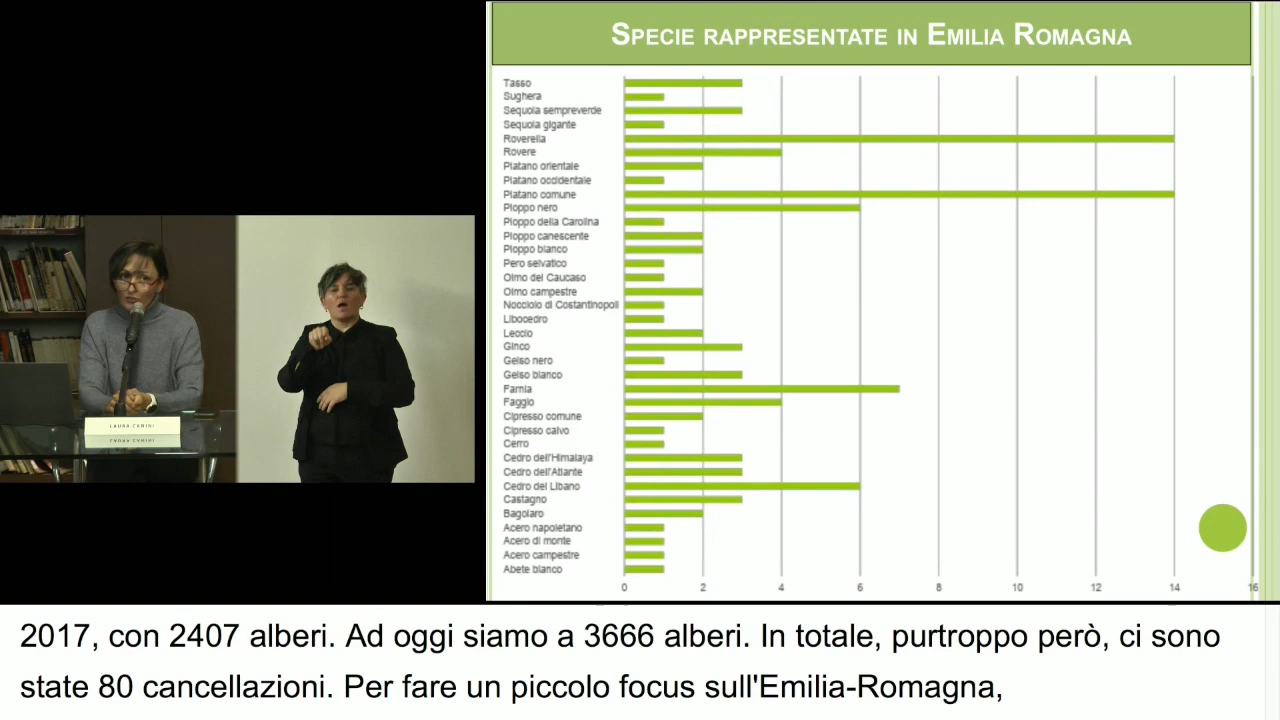 SPECIE RAPPRESENTATE IN EMILIA ROMAGNA
Tasso
Sughera
Sequoia sempreverde
Sequoia gigante
Roverella
Rovere
Platano orientale
Platano occidentale
Platano comune
Pioppo nero
Pioppo della Carolina
Pioppo canescente
Pioppo bianco
Pero selvatico
Olmo del Caucaso
Olmo campestre
Nocciolo di Costantinopoli
Libocedro
Leccio
Ginco
Gelso nero
Gelso bianco
Farnia
Faggio
Cipresso comune
Cipresso calvo
Cerro
Cedro dell'Himalaya
Cedro dell'Atlante
Cedro del Libano
Castagno
Bagolaro
Acero napoletano
Acero di monte
Acero campestre
Abete bianco
0 2 4 6 8 10 12 14 16
LAURA CARINI
2017, con 2407 alberi. Ad oggi siamo a 3666 alberi. In totale, purtroppo però, ci sono
state 80 cancellazioni. Per fare un piccolo focus sull'Emilia-Romagna,